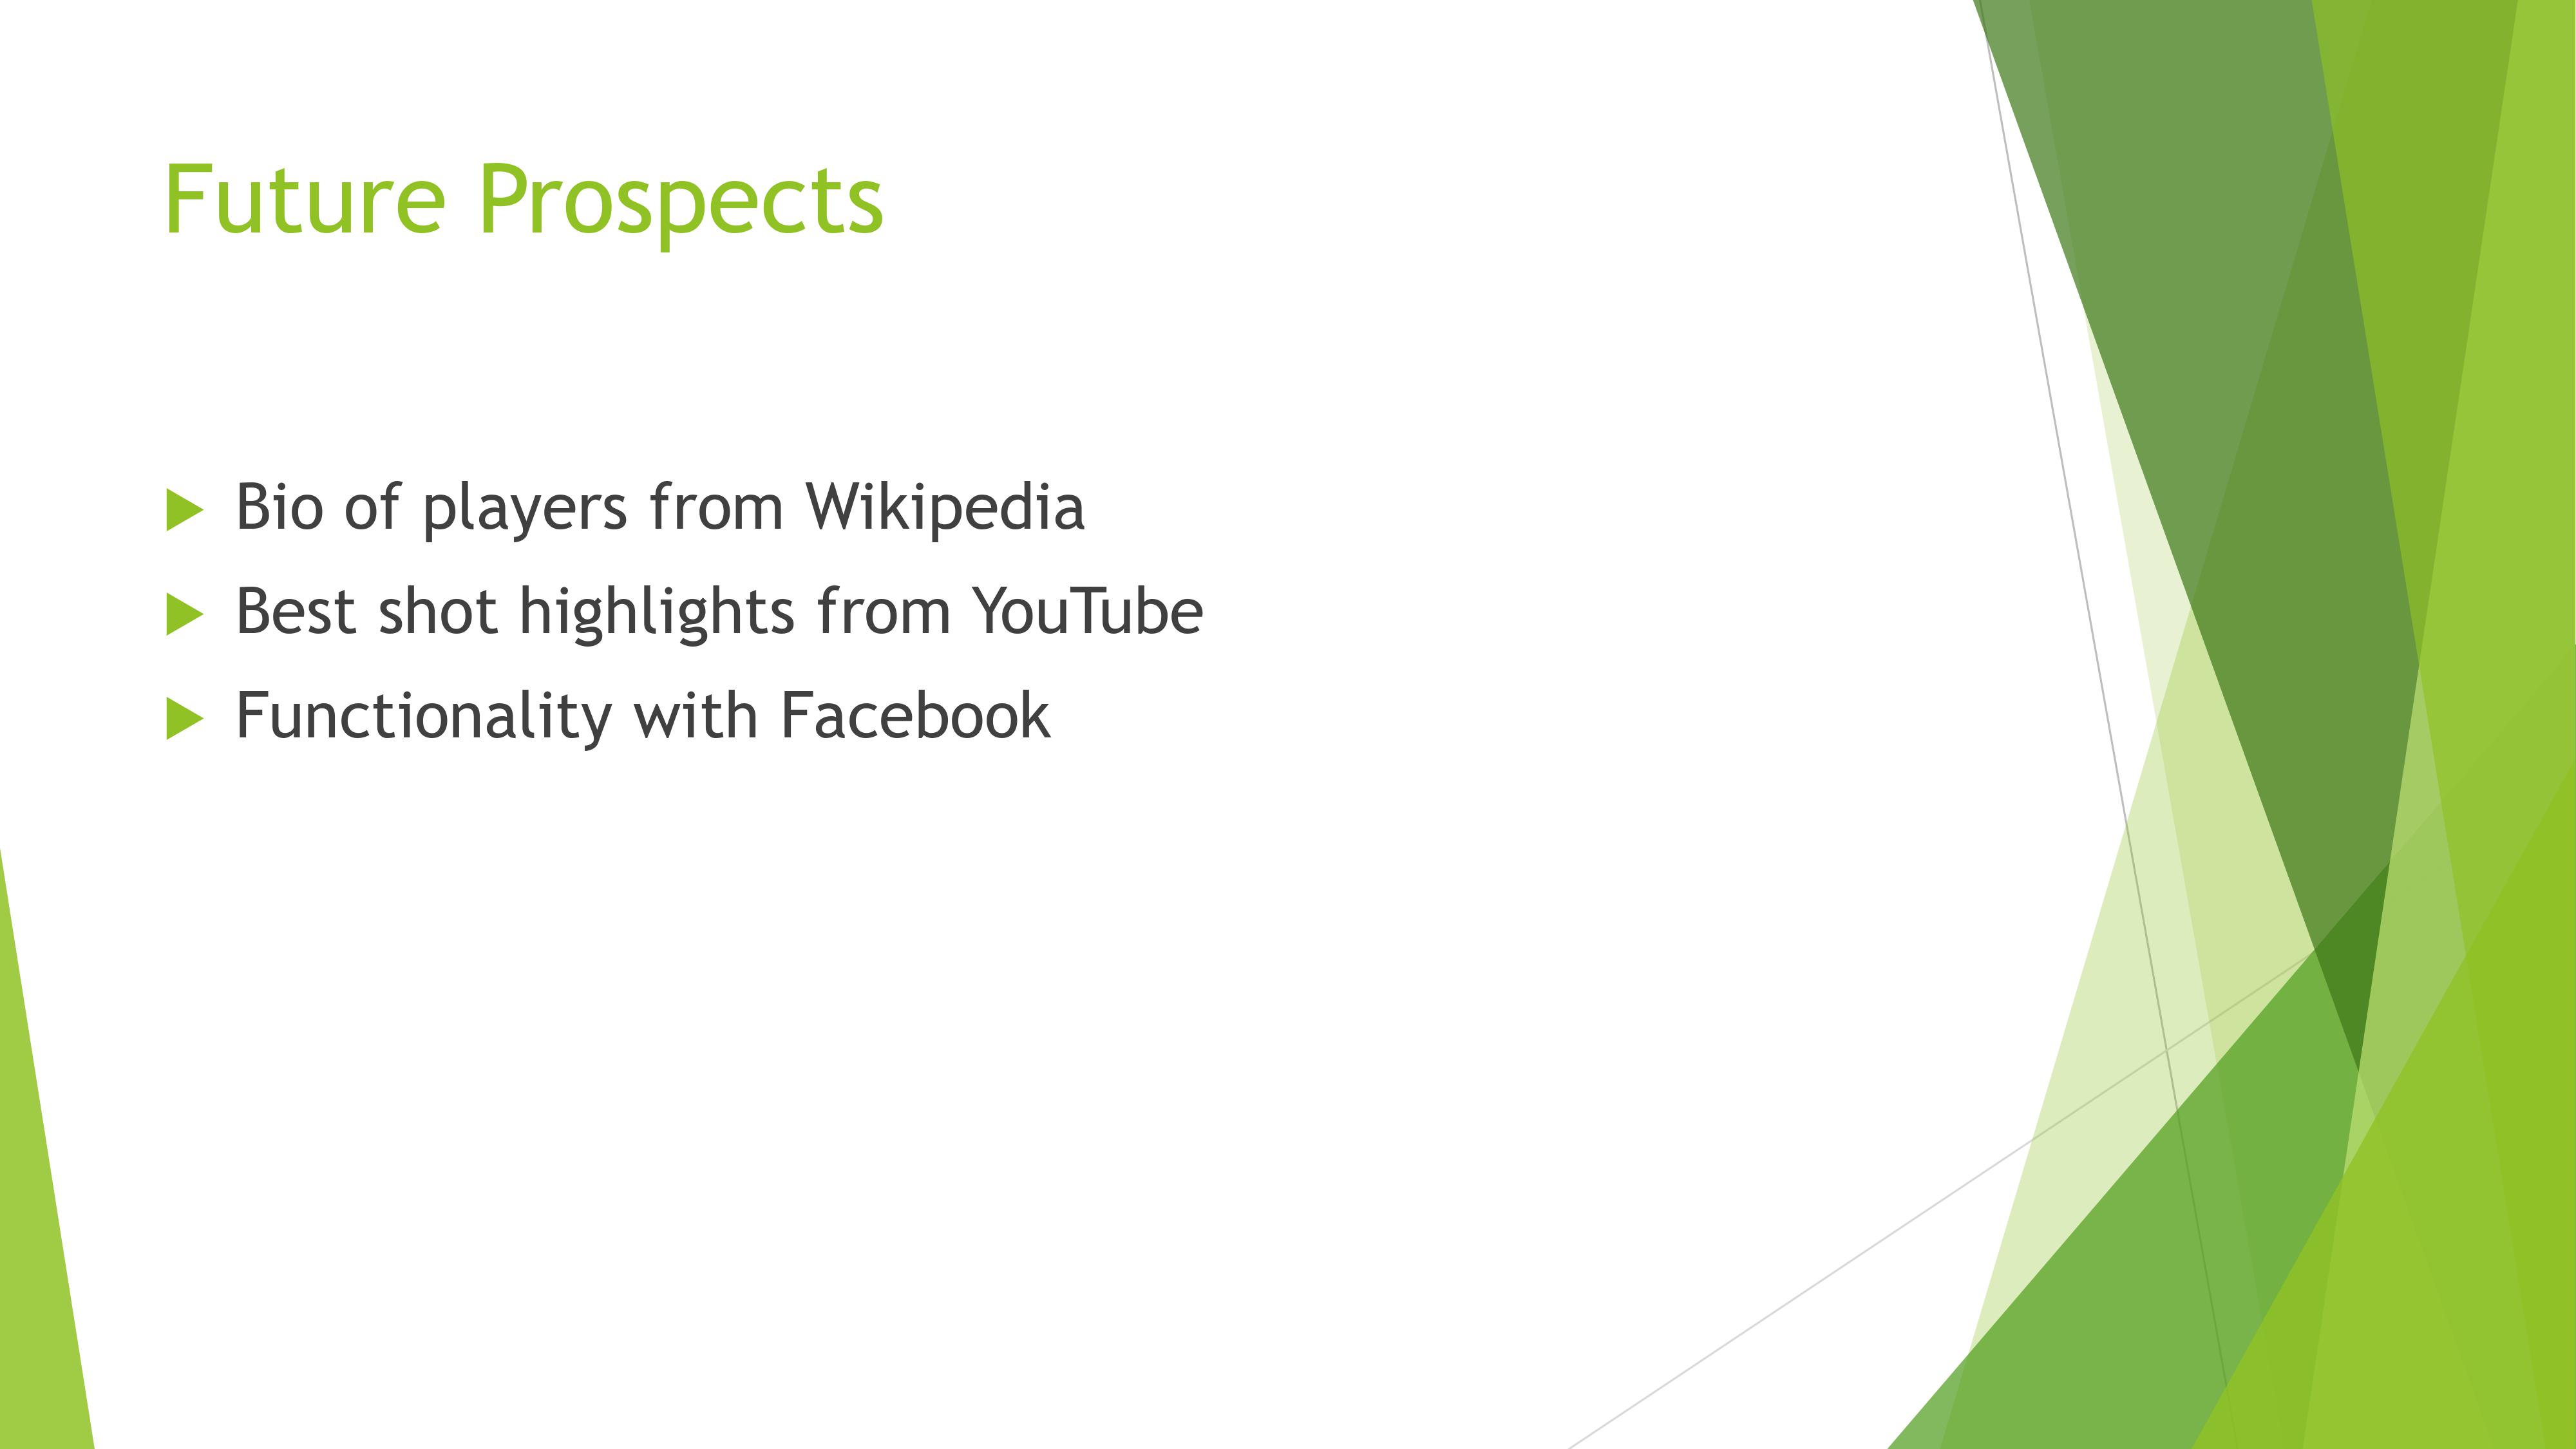 Future Prospects
Bio of players from Wikipedia
Best shot highlights from YouTube
Functionality with Facebook